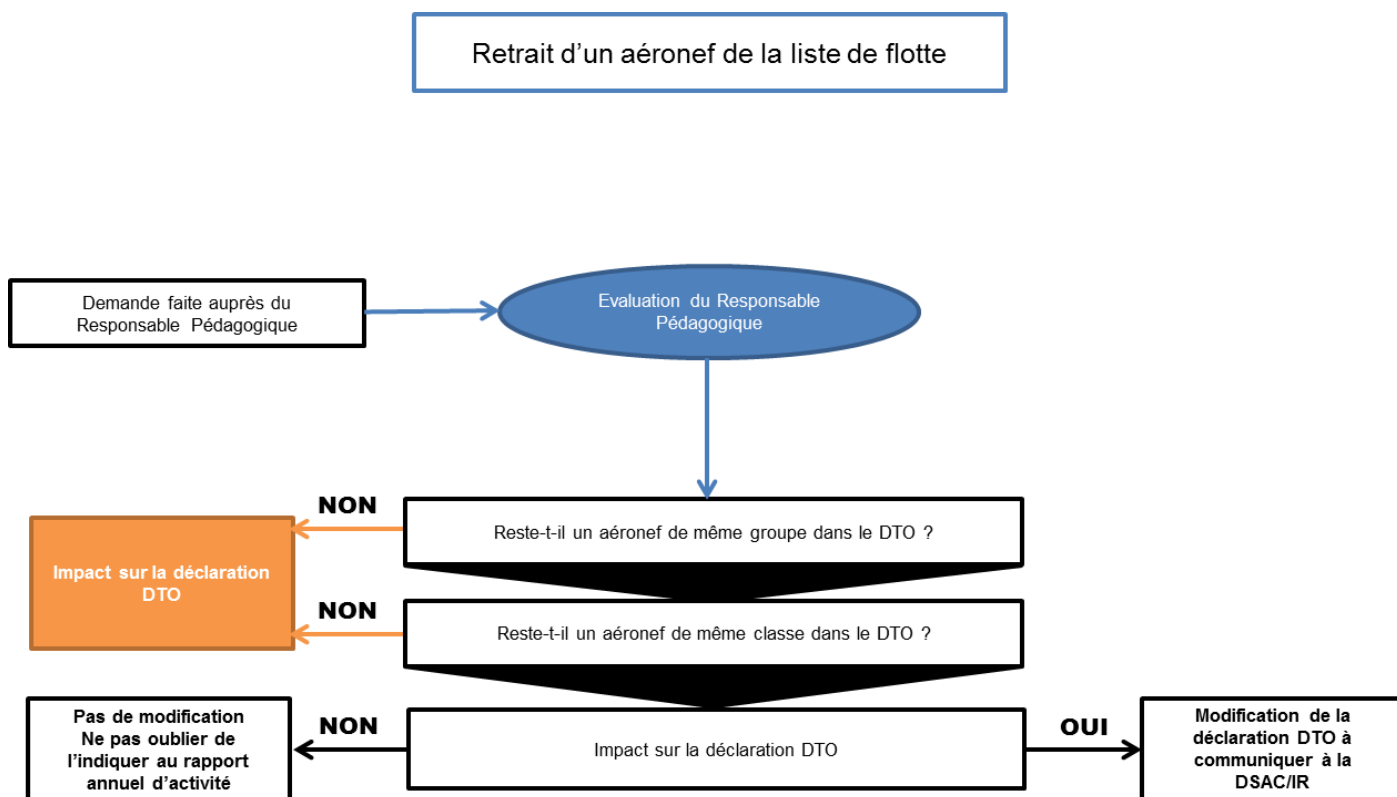 Retrait d'un aéronef de la liste de flotte
Demande faite auprès du
Responsable Pédagogique
Evaluation du Responsable
Pédagogique
NON
Reste-t-il un aéronef de même groupe dans le DTO ?
Impact sur la déclaration
DTO
NON
Reste-t-il un aéronef de même classe dans le DTO ?
Pas de modification
Ne pas oublier de
l'indiquer au rapport
annuel d'activité
NON
Impact sur la déclaration DTO
OUI
Modification de la
déclaration DTO à
communiquer à la
DSAC/IR